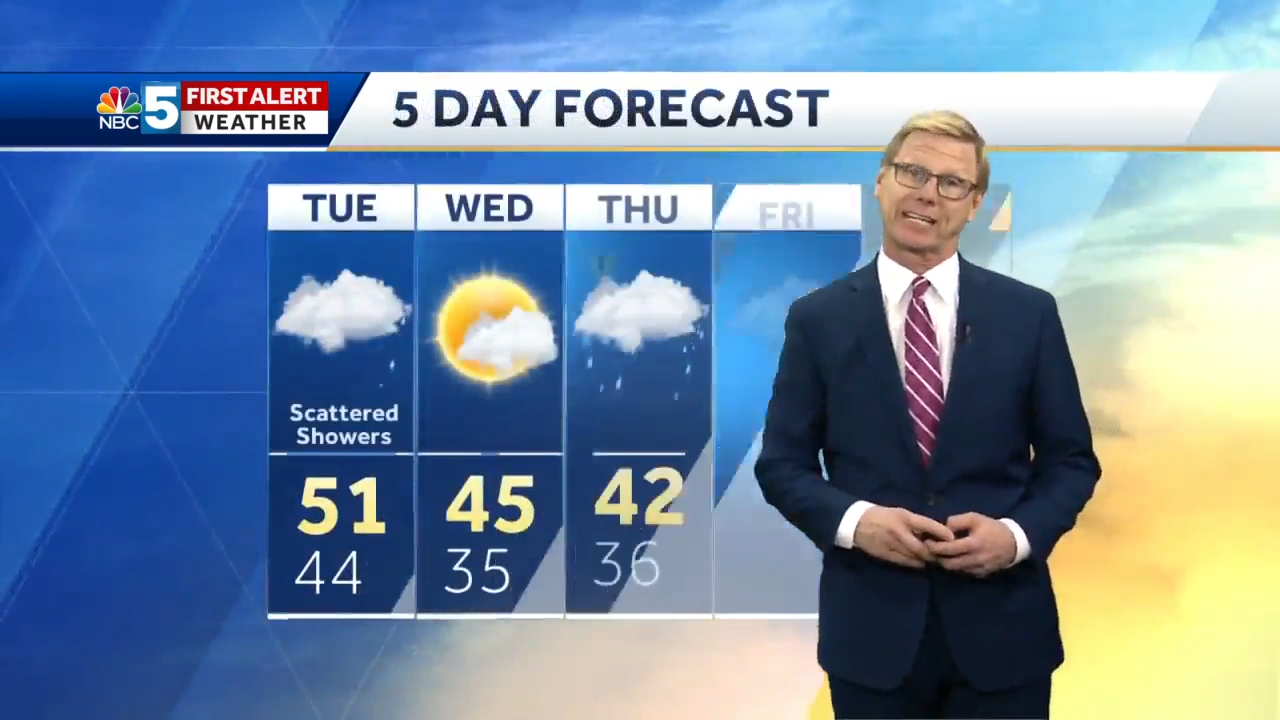 NBC 5 FIRST ALERT WEATHER
5 DAY FORECAST
TUE WED THU FRI
Scattered
Showers
51 45 42
44 35 36